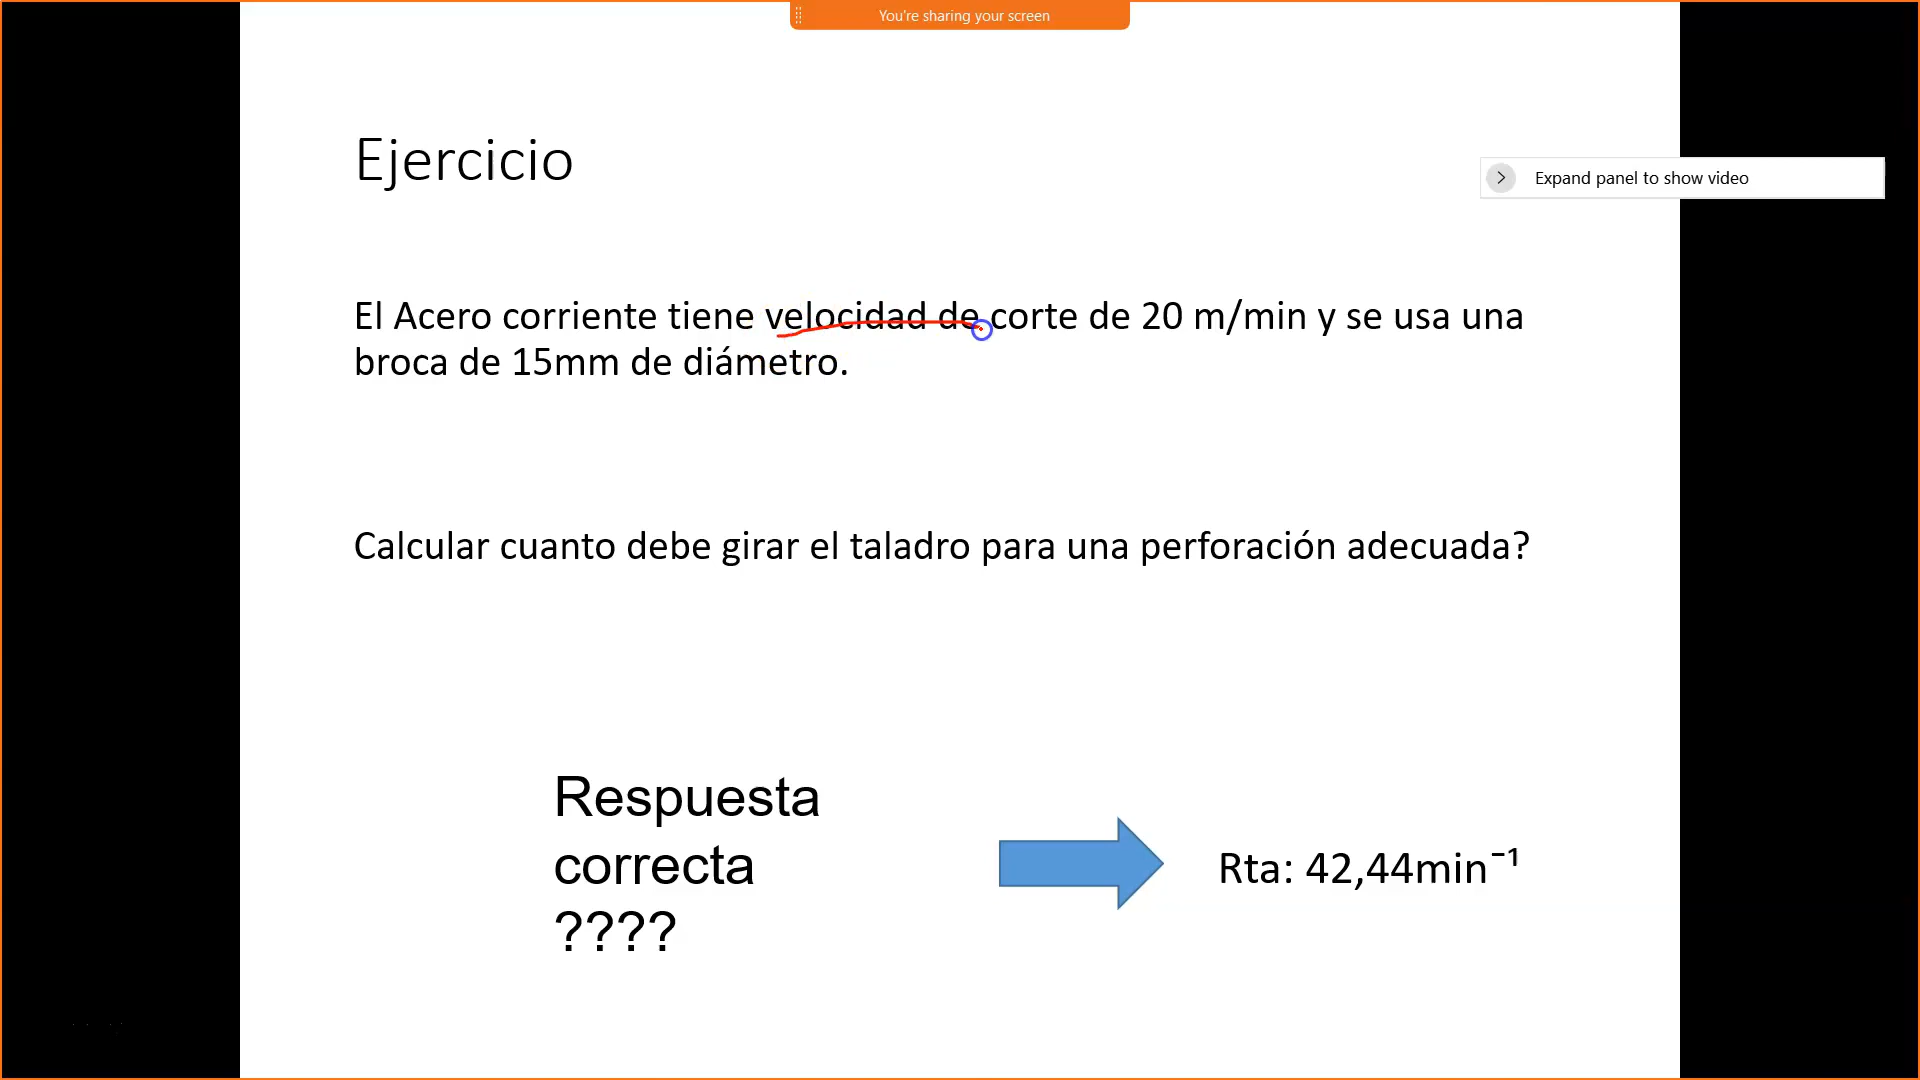 You're sharing your screen
Ejercicio
Expand panel to show video
El Acero corriente tiene velocidad de corte de 20 m/min y se usa una
broca de 15mm de diámetro.
Calcular cuanto debe girar el taladro para una perforación adecuada?
Respuesta
correcta
????
Rta: 42,44min⁻¹